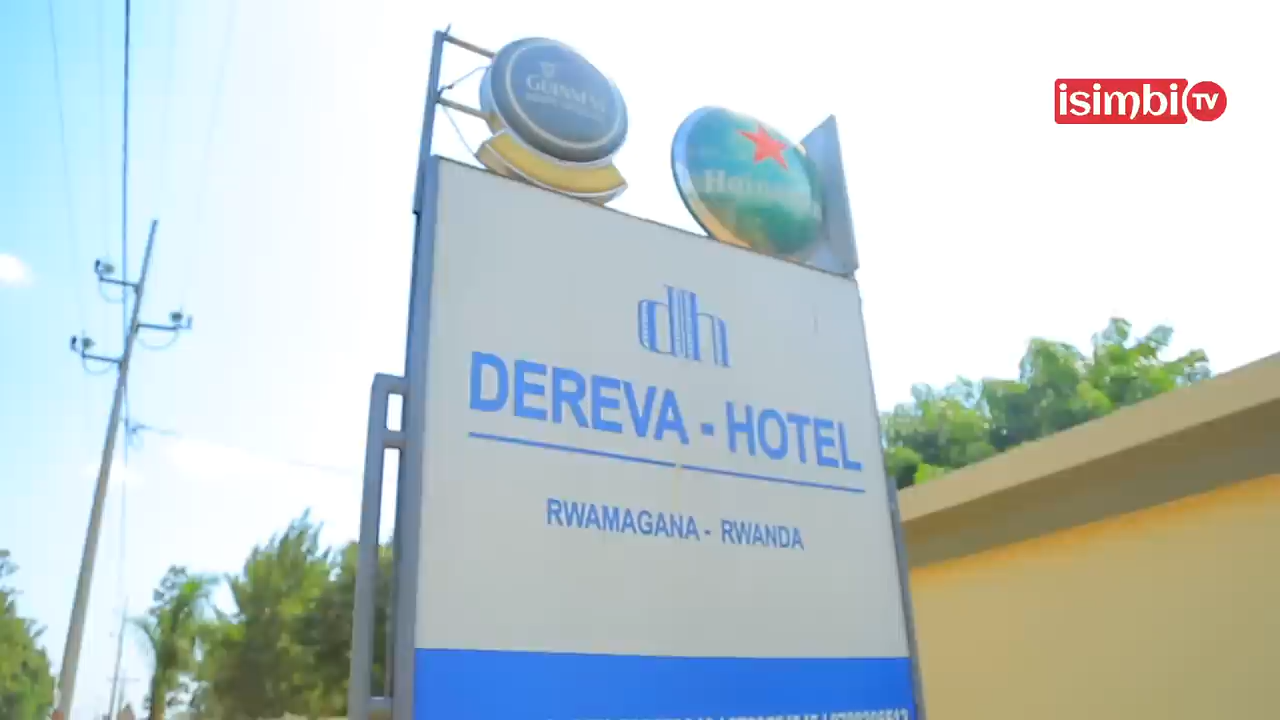 isimbi TV
GUINNESS
dh
DEREVA - HOTEL
RWAMAGANA - RWANDA